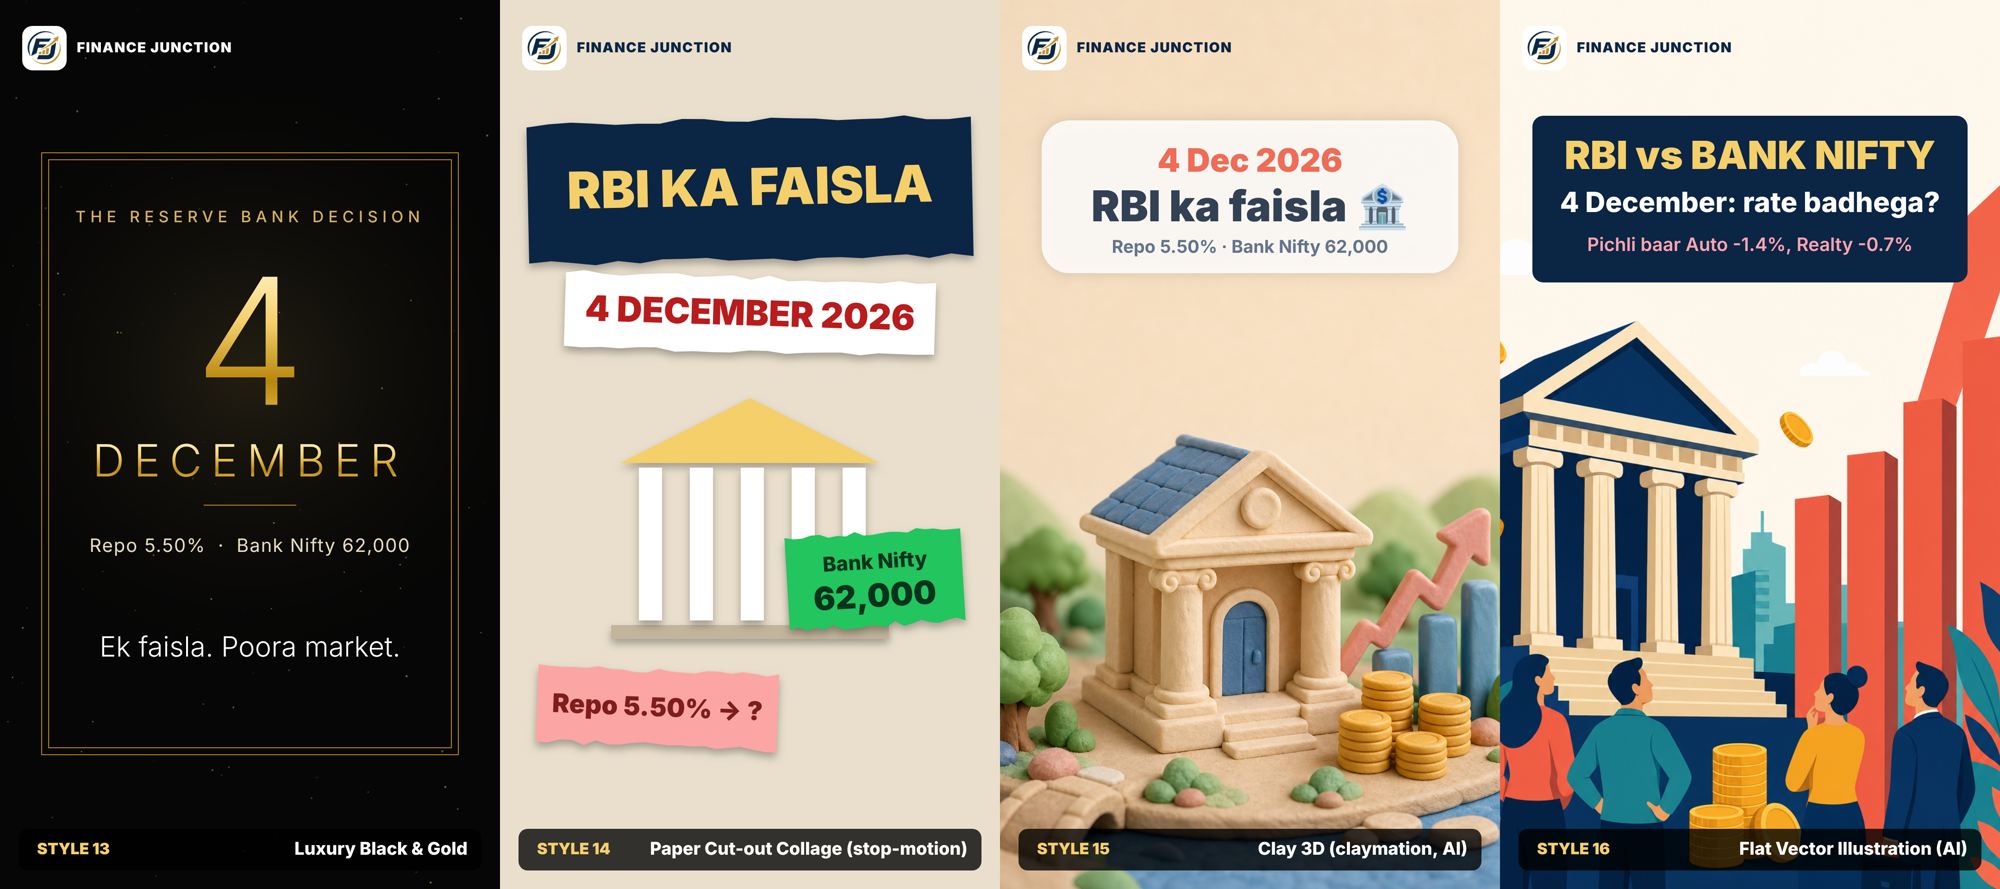 FJ FINANCE JUNCTION
THE RESERVE BANK DECISION
4
DECEMBER
Repo 5.50% · Bank Nifty 62,000
Ek faisla. Poora market.
STYLE 13 Luxury Black & Gold
FJ FINANCE JUNCTION
RBI KA FAISLA
4 DECEMBER 2026
Bank Nifty
62,000
Repo 5.50% → ?
STYLE 14 Paper Cut-out Collage (stop-motion)
FJ FINANCE JUNCTION
4 Dec 2026
RBI ka faisla
Repo 5.50% · Bank Nifty 62,000
STYLE 15 Clay 3D (claymation, AI)
FJ FINANCE JUNCTION
RBI vs BANK NIFTY
4 December: rate badhega?
Pichli baar Auto -1.4%, Realty -0.7%
STYLE 16 Flat Vector Illustration (AI)